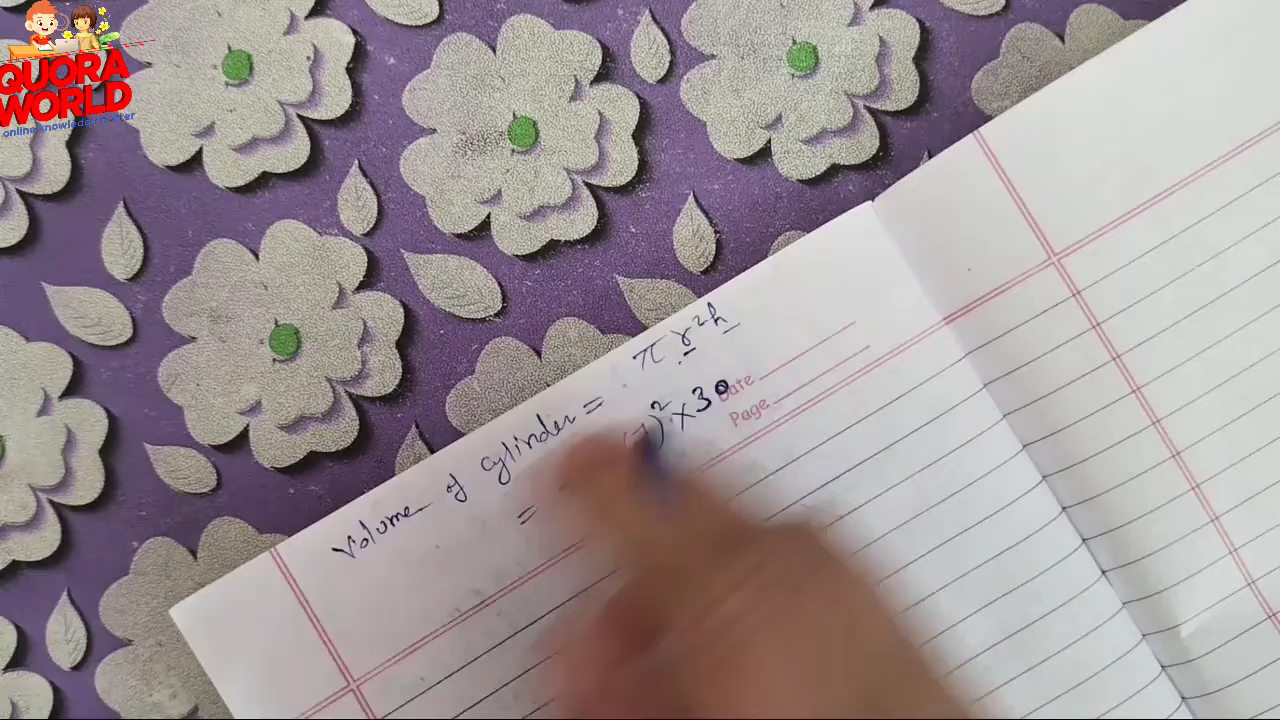 QUORA
WORLD
Volume of cylinder = π r²h
= )² × 30
Date
Page